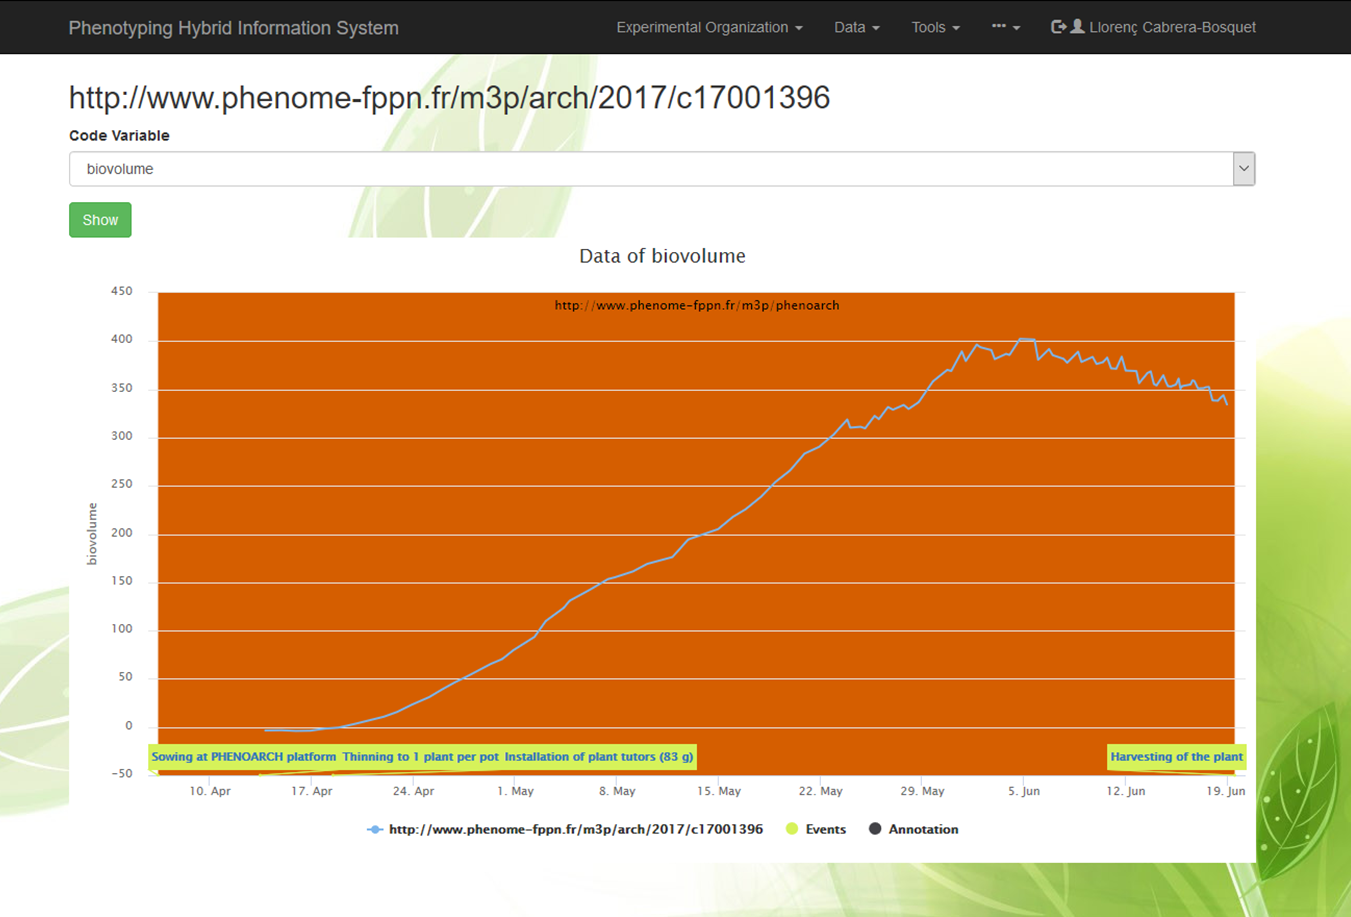 Phenotyping Hybrid Information System Experimental Organization Data Tools ••• Llorenç Cabrera-Bosquet
http://www.phenome-fppn.fr/m3p/arch/2017/c17001396
Code Variable
biovolume
Show
Data of biovolume
http://www.phenome-fppn.fr/m3p/phenoarch
450
400
350
300
250
200
150
100
50
0
-50
biovolume
Sowing at PHENOARCH platform Thinning to 1 plant per pot Installation of plant tutors (83 g) Harvesting of the plant
10. Apr 17. Apr 24. Apr 1. May 8. May 15. May 22. May 29. May 5. Jun 12. Jun 19. Jun
http://www.phenome-fppn.fr/m3p/arch/2017/c17001396 Events Annotation